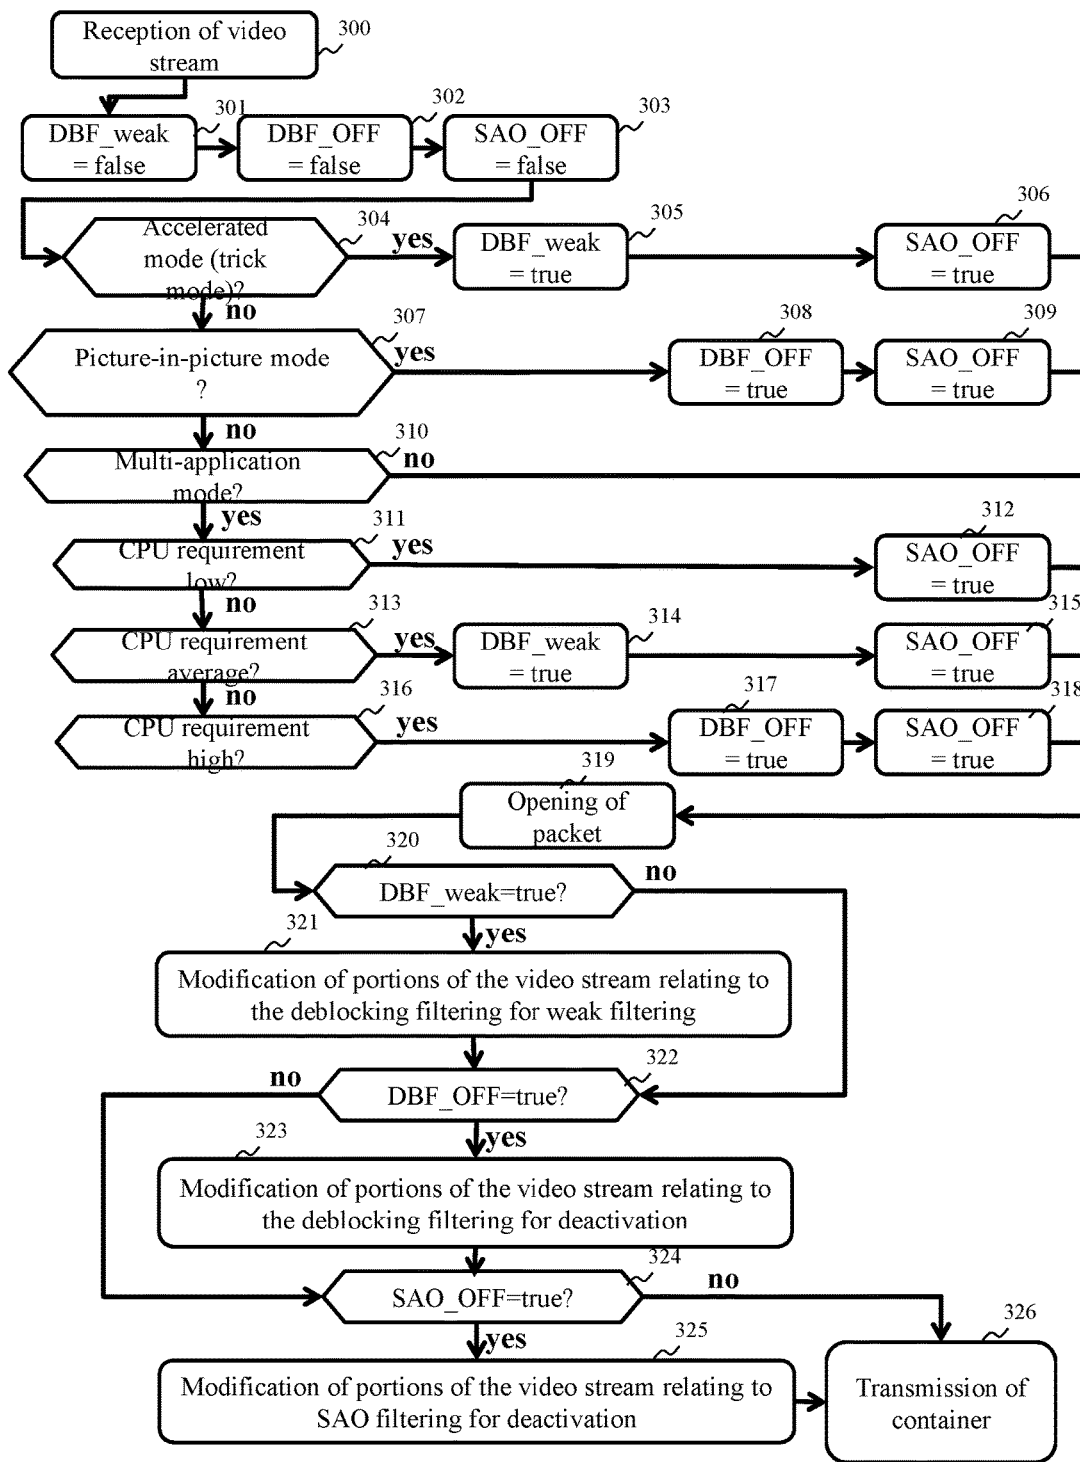 Reception of video
stream
300
301
DBF_weak
= false
302
DBF_OFF
= false
303
SAO_OFF
= false
304
Accelerated
mode (trick
mode)?
yes
305
DBF_weak
= true
306
SAO_OFF
= true
no
307
Picture-in-picture mode
?
yes
308
DBF_OFF
= true
309
SAO_OFF
= true
no
310
Multi-application
mode?
no
yes
311
CPU requirement
low?
yes
312
SAO_OFF
= true
no
313
CPU requirement
average?
yes
314
DBF_weak
= true
315
SAO_OFF
= true
no
316
CPU requirement
high?
yes
317
DBF_OFF
= true
318
SAO_OFF
= true
319
Opening of
packet
320
DBF_weak=true?
no
yes
321
Modification of portions of the video stream relating to
the deblocking filtering for weak filtering
322
DBF_OFF=true?
no
yes
323
Modification of portions of the video stream relating to
the deblocking filtering for deactivation
324
SAO_OFF=true?
no
yes
325
Modification of portions of the video stream relating to
SAO filtering for deactivation
326
Transmission of
container